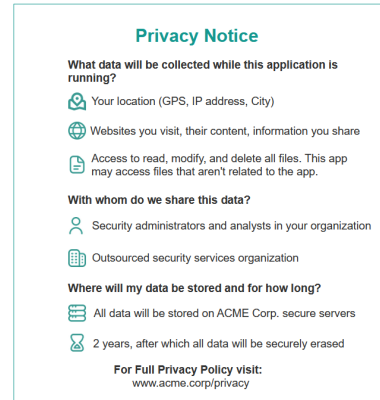 Privacy Notice
What data will be collected while this application is
running?
Your location (GPS, IP address, City)
Websites you visit, their content, information you share
Access to read, modify, and delete all files. This app
may access files that aren't related to the app.
With whom do we share this data?
Security administrators and analysts in your organization
Outsourced security services organization
Where will my data be stored and for how long?
All data will be stored on ACME Corp. secure servers
2 years, after which all data will be securely erased
For Full Privacy Policy visit:
www.acme.corp/privacy